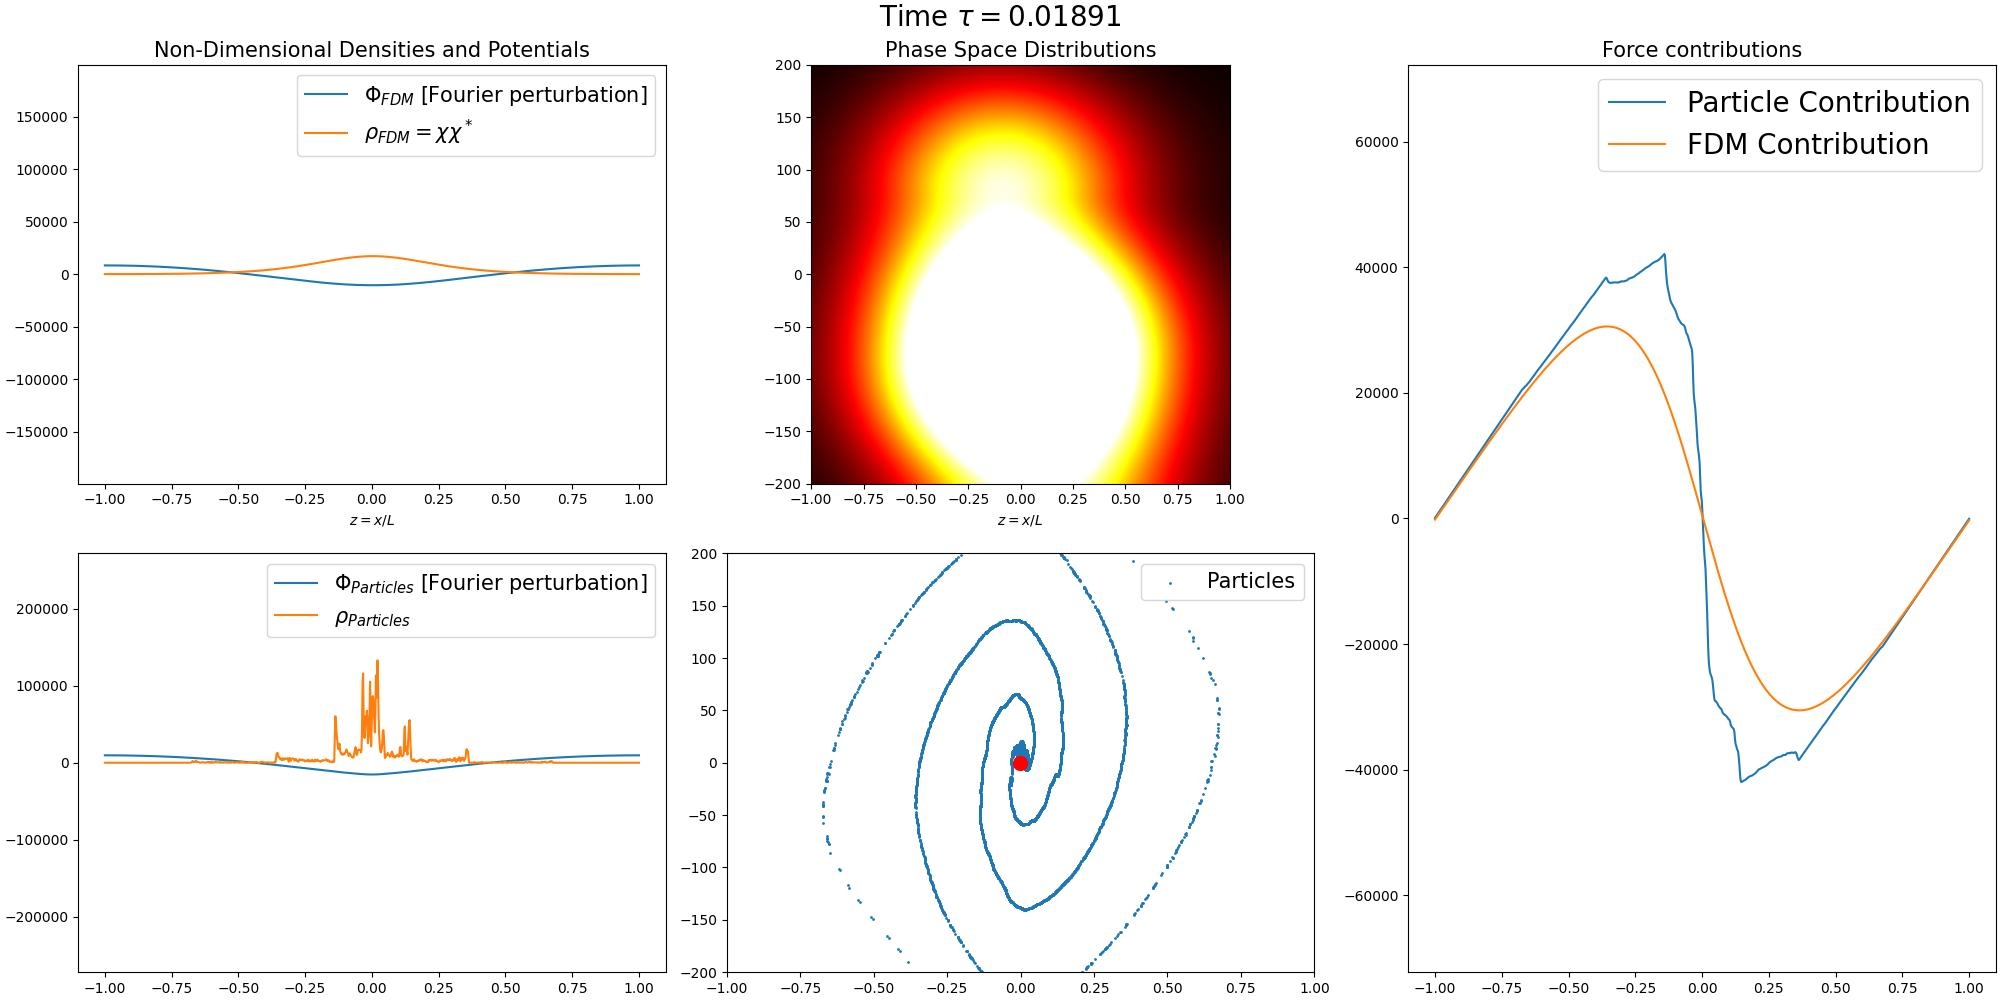 Time τ = 0.01891
Non-Dimensional Densities and Potentials
Φ_FDM [Fourier perturbation]
ρ_FDM = χχ*
150000
100000
50000
0
−50000
−100000
−150000
−1.00 −0.75 −0.50 −0.25 0.00 0.25 0.50 0.75 1.00
z = x/L
Phase Space Distributions
200
150
100
50
0
−50
−100
−150
−200
−1.00 −0.75 −0.50 −0.25 0.00 0.25 0.50 0.75 1.00
z = x/L
Force contributions
Particle Contribution
FDM Contribution
60000
40000
20000
0
−20000
−40000
−60000
−1.00 −0.75 −0.50 −0.25 0.00 0.25 0.50 0.75 1.00
Φ_Particles [Fourier perturbation]
ρ_Particles
200000
100000
0
−100000
−200000
−1.00 −0.75 −0.50 −0.25 0.00 0.25 0.50 0.75 1.00
Particles
200
150
100
50
0
−50
−100
−150
−200
−1.00 −0.75 −0.50 −0.25 0.00 0.25 0.50 0.75 1.00